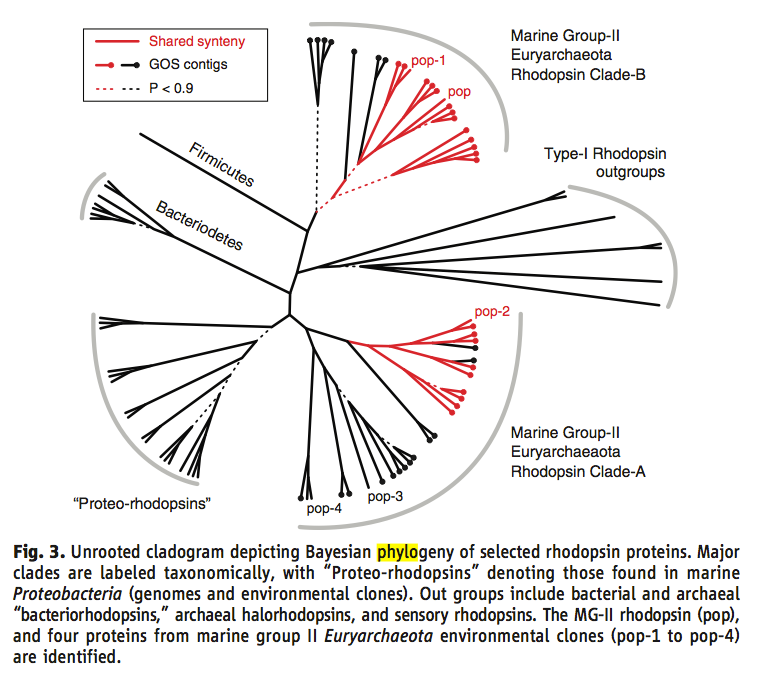 Shared synteny
GOS contigs
P < 0.9
Marine Group-II
Euryarchaeota
Rhodopsin Clade-B
pop-1
pop
Firmicutes
Type-I Rhodopsin
outgroups
Bacteriodetes
pop-2
Marine Group-II
Euryarchaeaota
Rhodopsin Clade-A
pop-3
pop-4
“Proteo-rhodopsins”
Fig. 3. Unrooted cladogram depicting Bayesian phylogeny of selected rhodopsin proteins. Major
clades are labeled taxonomically, with “Proteo-rhodopsins” denoting those found in marine
Proteobacteria (genomes and environmental clones). Out groups include bacterial and archaeal
“bacteriorhodopsins,” archaeal halorhodopsins, and sensory rhodopsins. The MG-II rhodopsin (pop),
and four proteins from marine group II Euryarchaeota environmental clones (pop-1 to pop-4)
are identified.